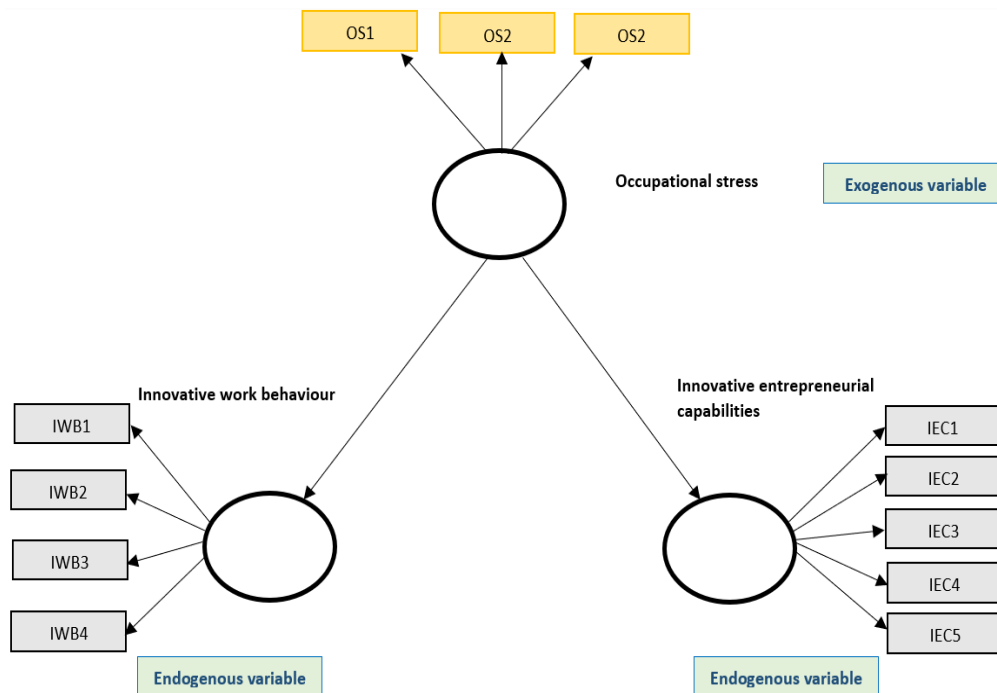 OS1
OS2
OS2
Occupational stress
Exogenous variable
Innovative work behaviour
Innovative entrepreneurial
capabilities
IWB1
IWB2
IWB3
IWB4
IEC1
IEC2
IEC3
IEC4
IEC5
Endogenous variable
Endogenous variable